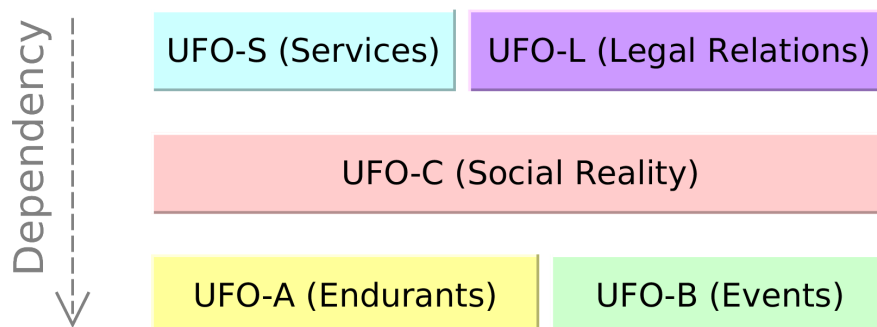 Dependency
UFO-S (Services)
UFO-L (Legal Relations)
UFO-C (Social Reality)
UFO-A (Endurants)
UFO-B (Events)